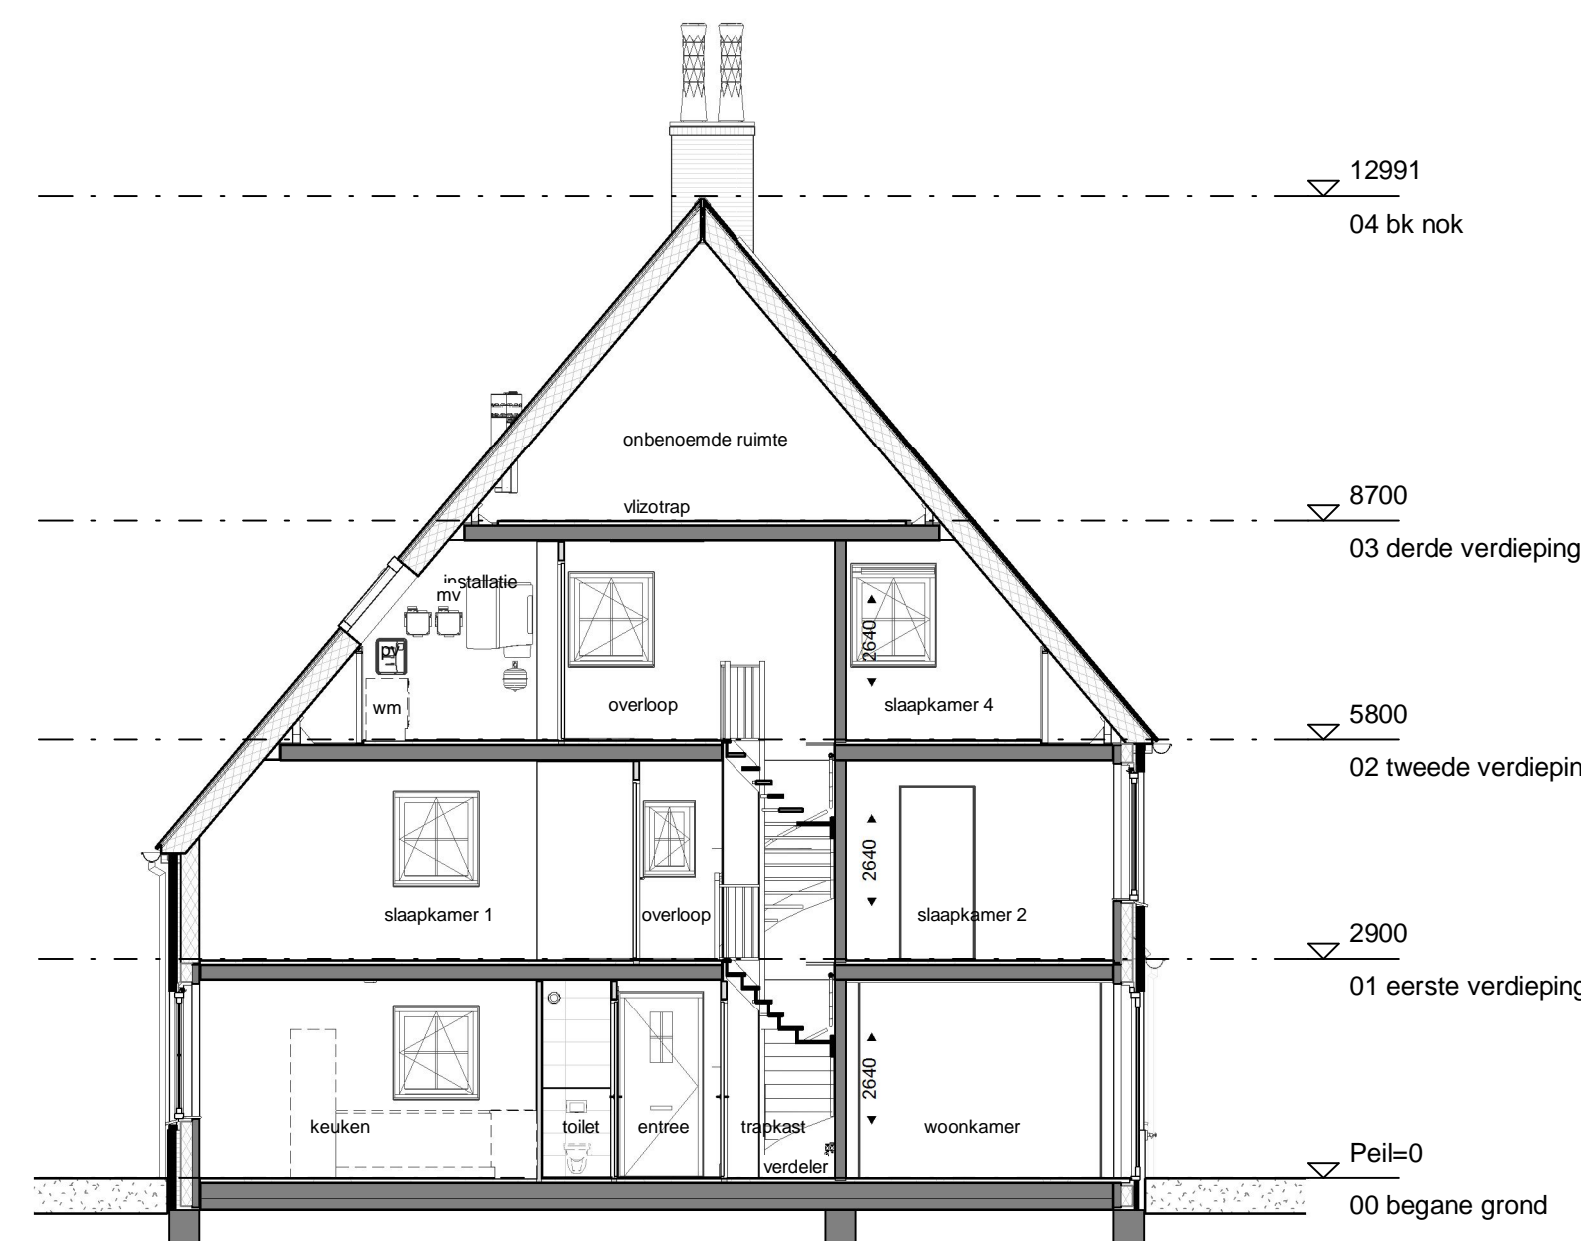 12991
04 bk nok
onbenoemde ruimte
8700
vlizotrap
03 derde verdieping
installatie
mv
2640
pv
wm
overloop
slaapkamer 4
5800
02 tweede verdiepin
2640
slaapkamer 1
overloop
slaapkamer 2
2900
01 eerste verdieping
2640
keuken
toilet
entree
trapkast
woonkamer
verdeler
Peil=0
00 begane grond